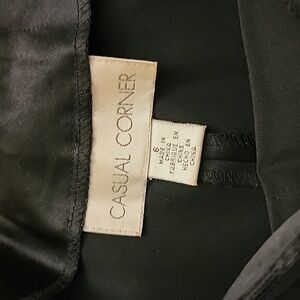 CASUAL CORNER
6
MADE IN
CHINA
FABRIQUE EN
CHINE
HECHO EN
CHINA